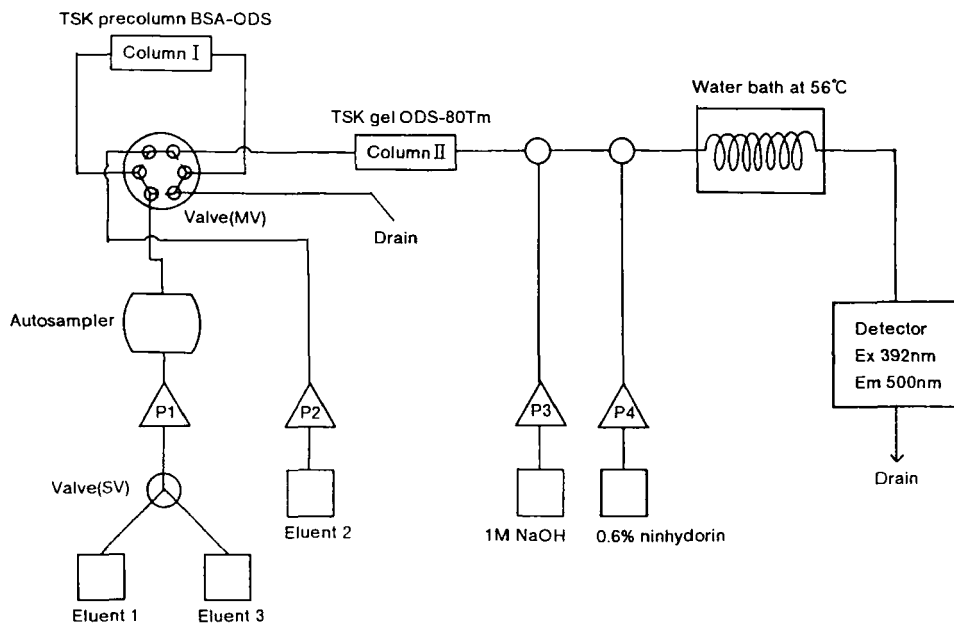 TSK precolumn BSA-ODS
Column I
Water bath at 56℃
TSK gel ODS-80Tm
Column II
Valve(MV)
Drain
Autosampler
Detector
Ex 392nm
Em 500nm
P1
P2
P3
P4
Drain
Valve(SV)
Eluent 2
1M NaOH
0.6% ninhydorin
Eluent 1
Eluent 3